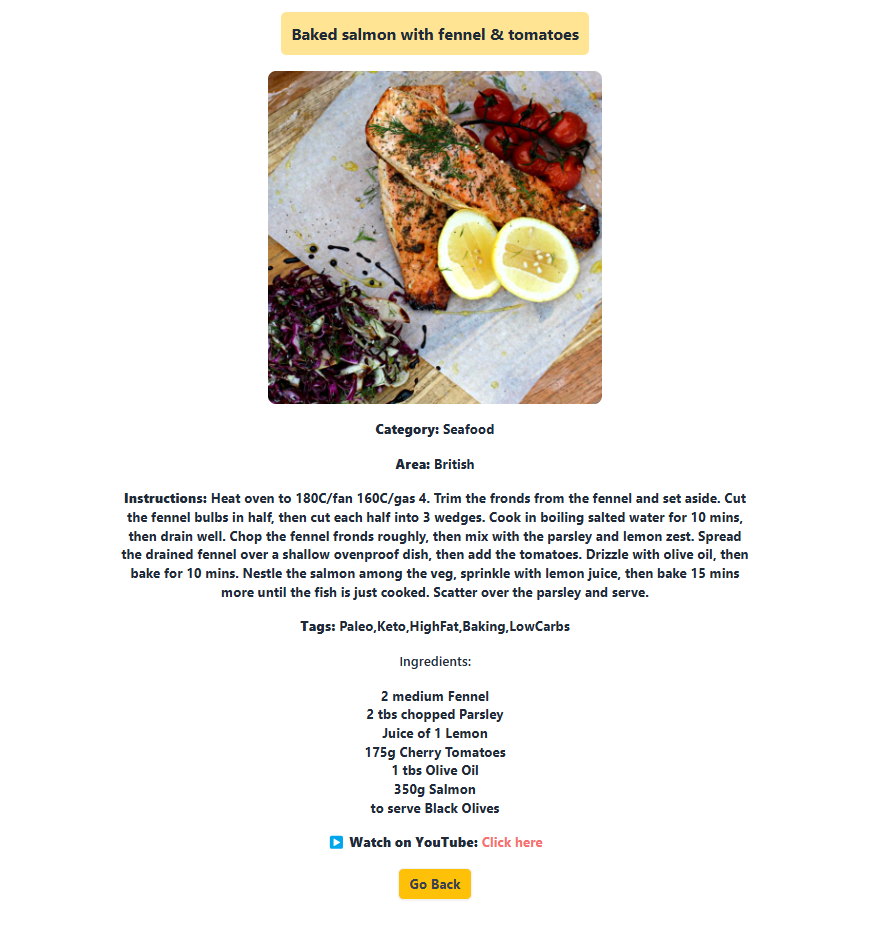 Baked salmon with fennel & tomatoes
Category: Seafood
Area: British
Instructions: Heat oven to 180C/fan 160C/gas 4. Trim the fronds from the fennel and set aside. Cut
the fennel bulbs in half, then cut each half into 3 wedges. Cook in boiling salted water for 10 mins,
then drain well. Chop the fennel fronds roughly, then mix with the parsley and lemon zest. Spread
the drained fennel over a shallow ovenproof dish, then add the tomatoes. Drizzle with olive oil, then
bake for 10 mins. Nestle the salmon among the veg, sprinkle with lemon juice, then bake 15 mins
more until the fish is just cooked. Scatter over the parsley and serve.
Tags: Paleo,Keto,HighFat,Baking,LowCarbs
Ingredients:
2 medium Fennel
2 tbs chopped Parsley
Juice of 1 Lemon
175g Cherry Tomatoes
1 tbs Olive Oil
350g Salmon
to serve Black Olives
Watch on YouTube: Click here
Go Back